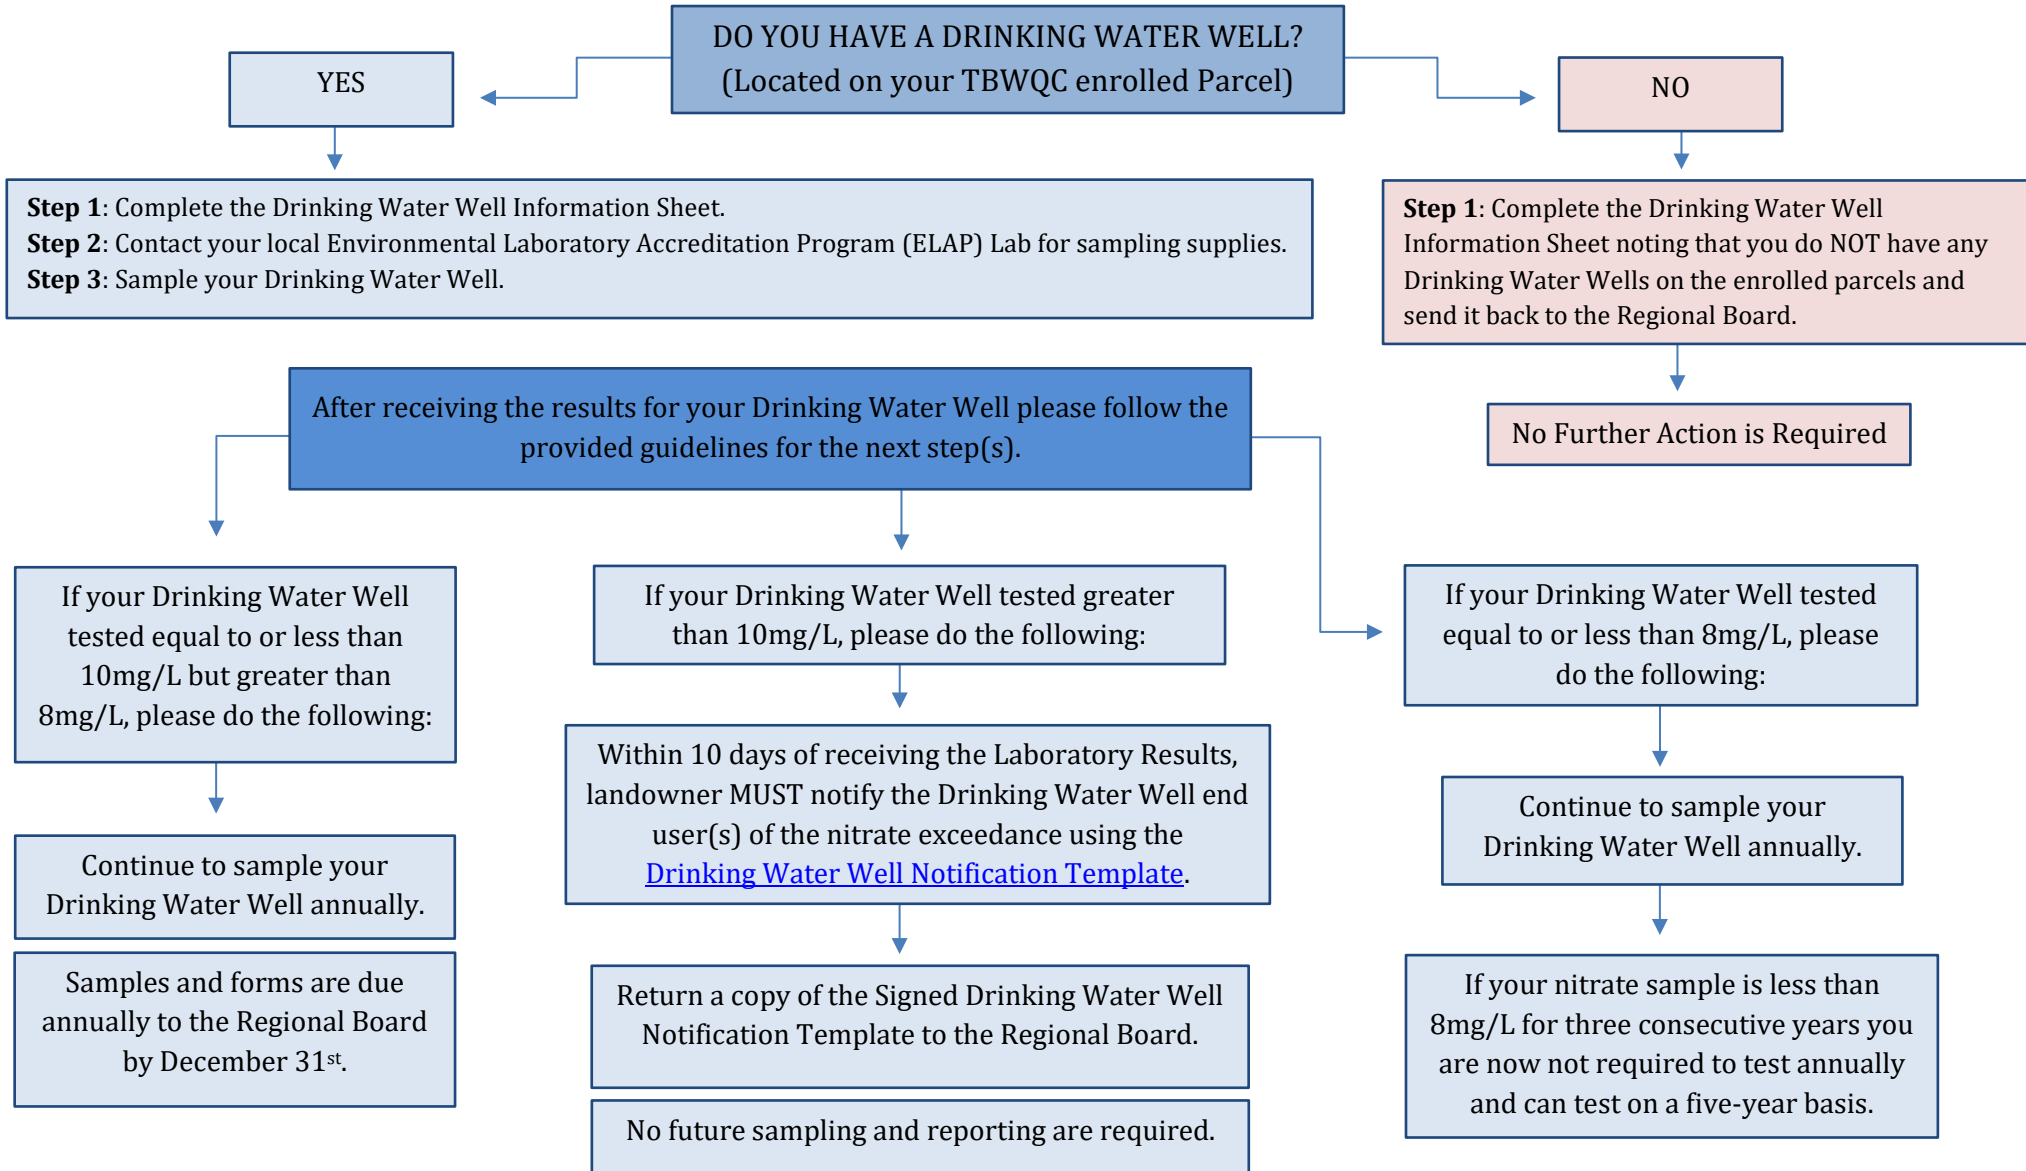 DO YOU HAVE A DRINKING WATER WELL?
(Located on your TBWQC enrolled Parcel)
YES
NO
Step 1: Complete the Drinking Water Well Information Sheet.
Step 2: Contact your local Environmental Laboratory Accreditation Program (ELAP) Lab for sampling supplies.
Step 3: Sample your Drinking Water Well.
Step 1: Complete the Drinking Water Well
Information Sheet noting that you do NOT have any
Drinking Water Wells on the enrolled parcels and
send it back to the Regional Board.
No Further Action is Required
After receiving the results for your Drinking Water Well please follow the
provided guidelines for the next step(s).
If your Drinking Water Well
tested equal to or less than
10mg/L but greater than
8mg/L, please do the following:
Continue to sample your
Drinking Water Well annually.
Samples and forms are due
annually to the Regional Board
by December 31st.
If your Drinking Water Well tested greater
than 10mg/L, please do the following:
Within 10 days of receiving the Laboratory Results,
landowner MUST notify the Drinking Water Well end
user(s) of the nitrate exceedance using the
Drinking Water Well Notification Template.
Return a copy of the Signed Drinking Water Well
Notification Template to the Regional Board.
No future sampling and reporting are required.
If your Drinking Water Well tested
equal to or less than 8mg/L, please
do the following:
Continue to sample your
Drinking Water Well annually.
If your nitrate sample is less than
8mg/L for three consecutive years you
are now not required to test annually
and can test on a five-year basis.